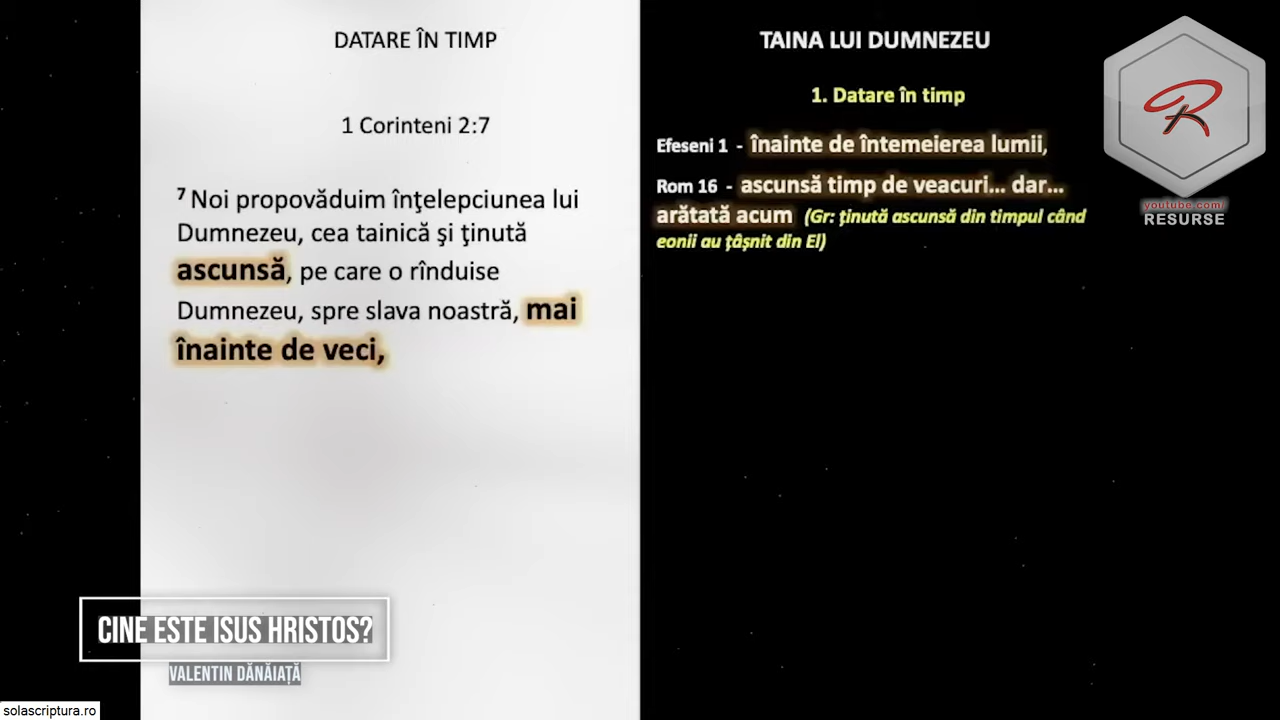 DATARE ÎN TIMP
1 Corinteni 2:7
7 Noi propovăduim înţelepciunea lui
Dumnezeu, cea tainică şi ţinută
ascunsă, pe care o rînduise
Dumnezeu, spre slava noastră, mai
înainte de veci,
TAINA LUI DUMNEZEU
1. Datare în timp
Efeseni 1 - înainte de întemeierea lumii,
Rom 16 - ascunsă timp de veacuri... dar...
arătată acum (Gr: ţinută ascunsă din timpul când
eonii au ţâșnit din El)
R
youtube.com/
RESURSE
CINE ESTE ISUS HRISTOS?
VALENTIN DĂNĂIAȚĂ
solascriptura.ro